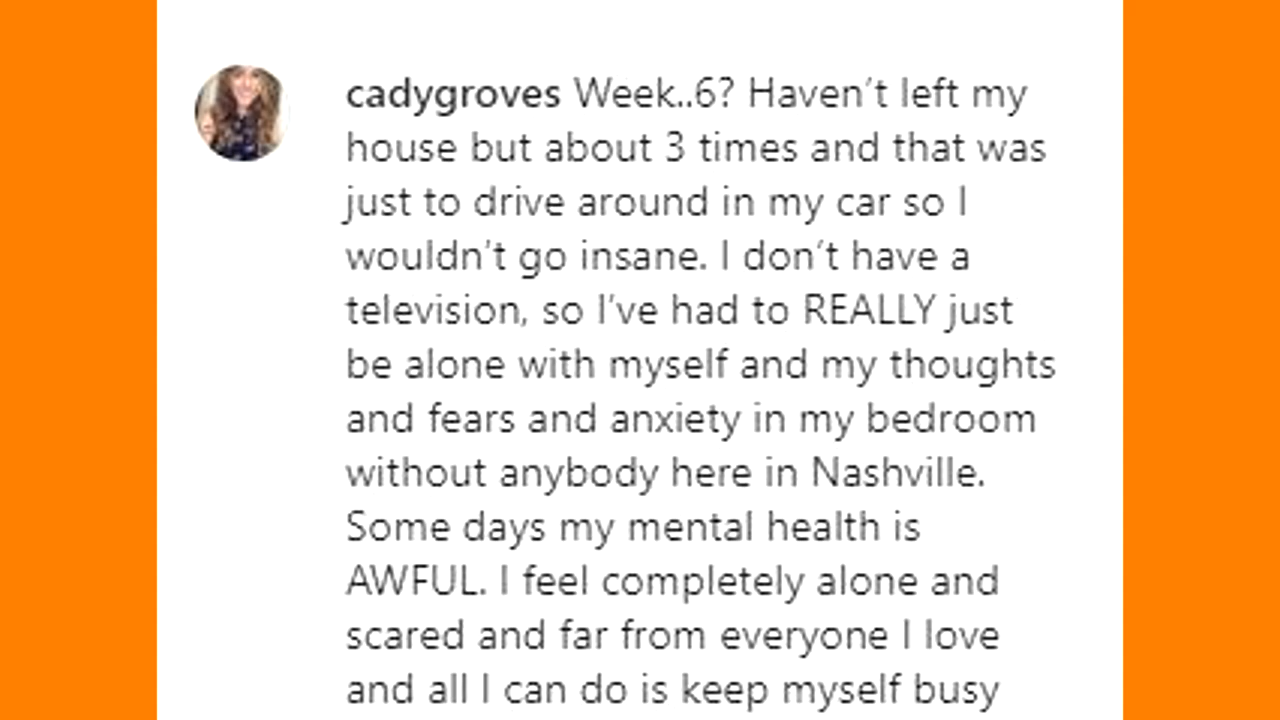 cadygroves Week..6? Haven't left my
house but about 3 times and that was
just to drive around in my car so I
wouldn't go insane. I don't have a
television, so I've had to REALLY just
be alone with myself and my thoughts
and fears and anxiety in my bedroom
without anybody here in Nashville.
Some days my mental health is
AWFUL. I feel completely alone and
scared and far from everyone I love
and all I can do is keep myself busy